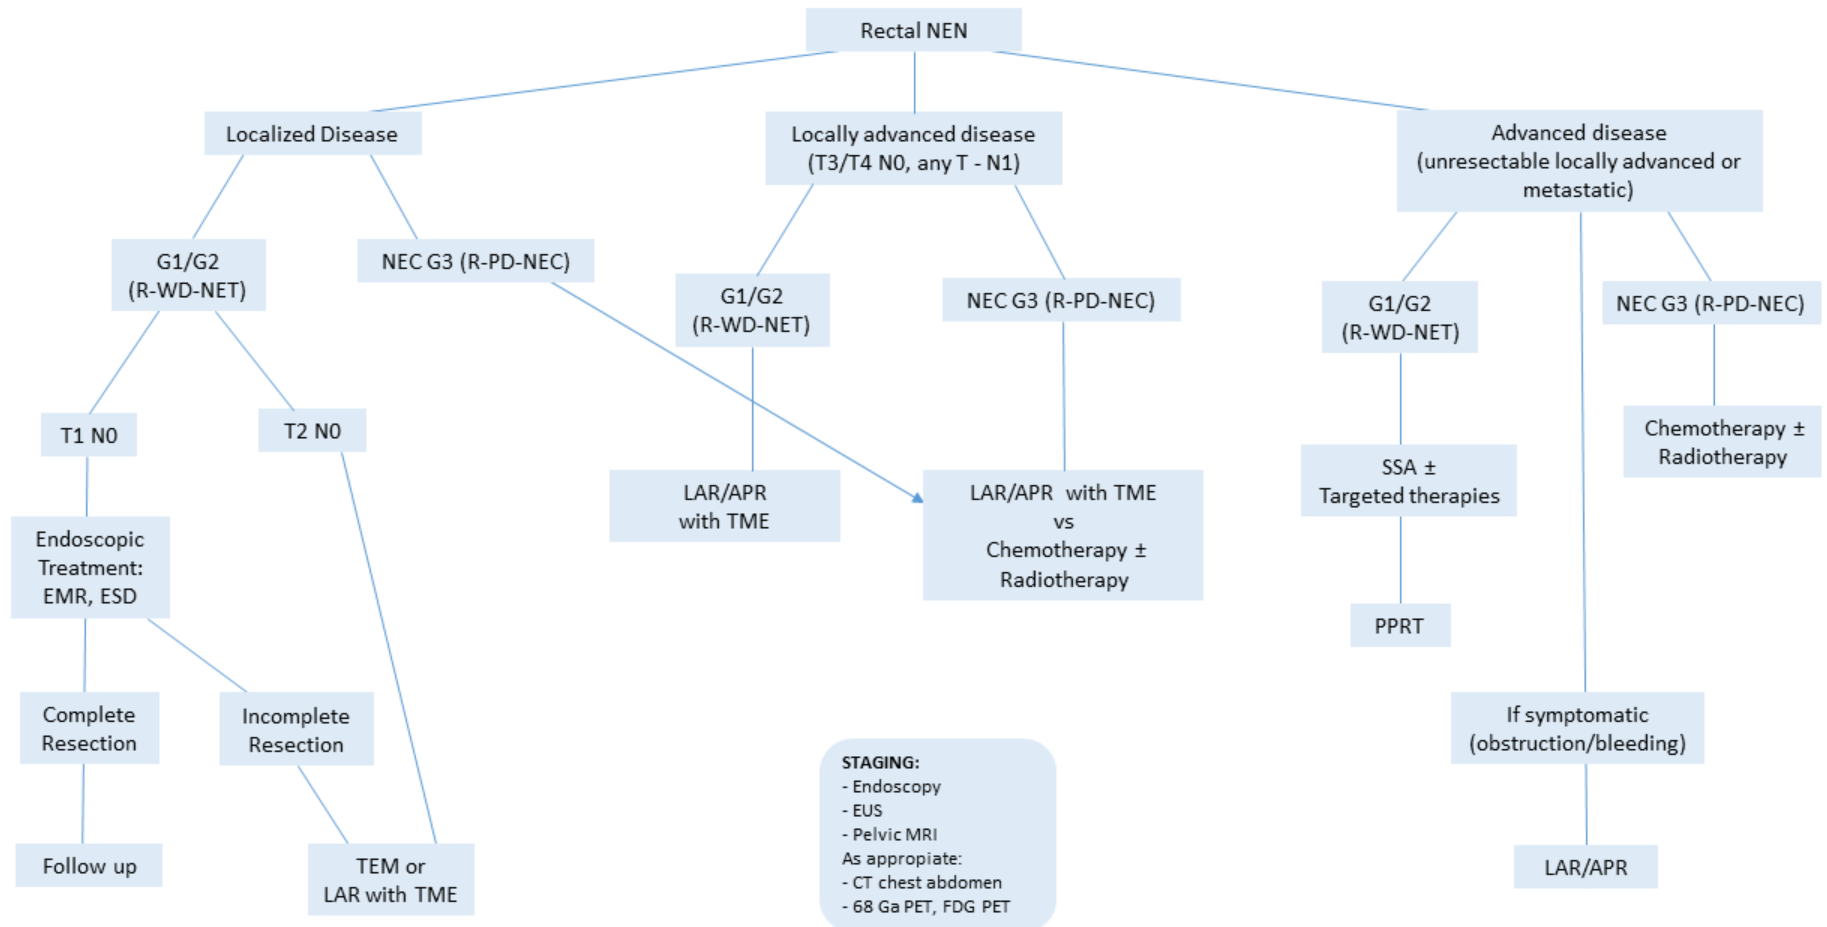 Rectal NEN
Localized Disease
Locally advanced disease
(T3/T4 N0, any T - N1)
Advanced disease
(unresectable locally advanced or
metastatic)
G1/G2
(R-WD-NET)
NEC G3 (R-PD-NEC)
G1/G2
(R-WD-NET)
NEC G3 (R-PD-NEC)
G1/G2
(R-WD-NET)
NEC G3 (R-PD-NEC)
T1 N0
T2 N0
LAR/APR
with TME
LAR/APR with TME
vs
Chemotherapy ±
Radiotherapy
SSA ±
Targeted therapies
Chemotherapy ±
Radiotherapy
Endoscopic
Treatment:
EMR, ESD
PPRT
Complete
Resection
Incomplete
Resection
If symptomatic
(obstruction/bleeding)
Follow up
TEM or
LAR with TME
STAGING:
- Endoscopy
- EUS
- Pelvic MRI
As appropiate:
- CT chest abdomen
- 68 Ga PET, FDG PET
LAR/APR